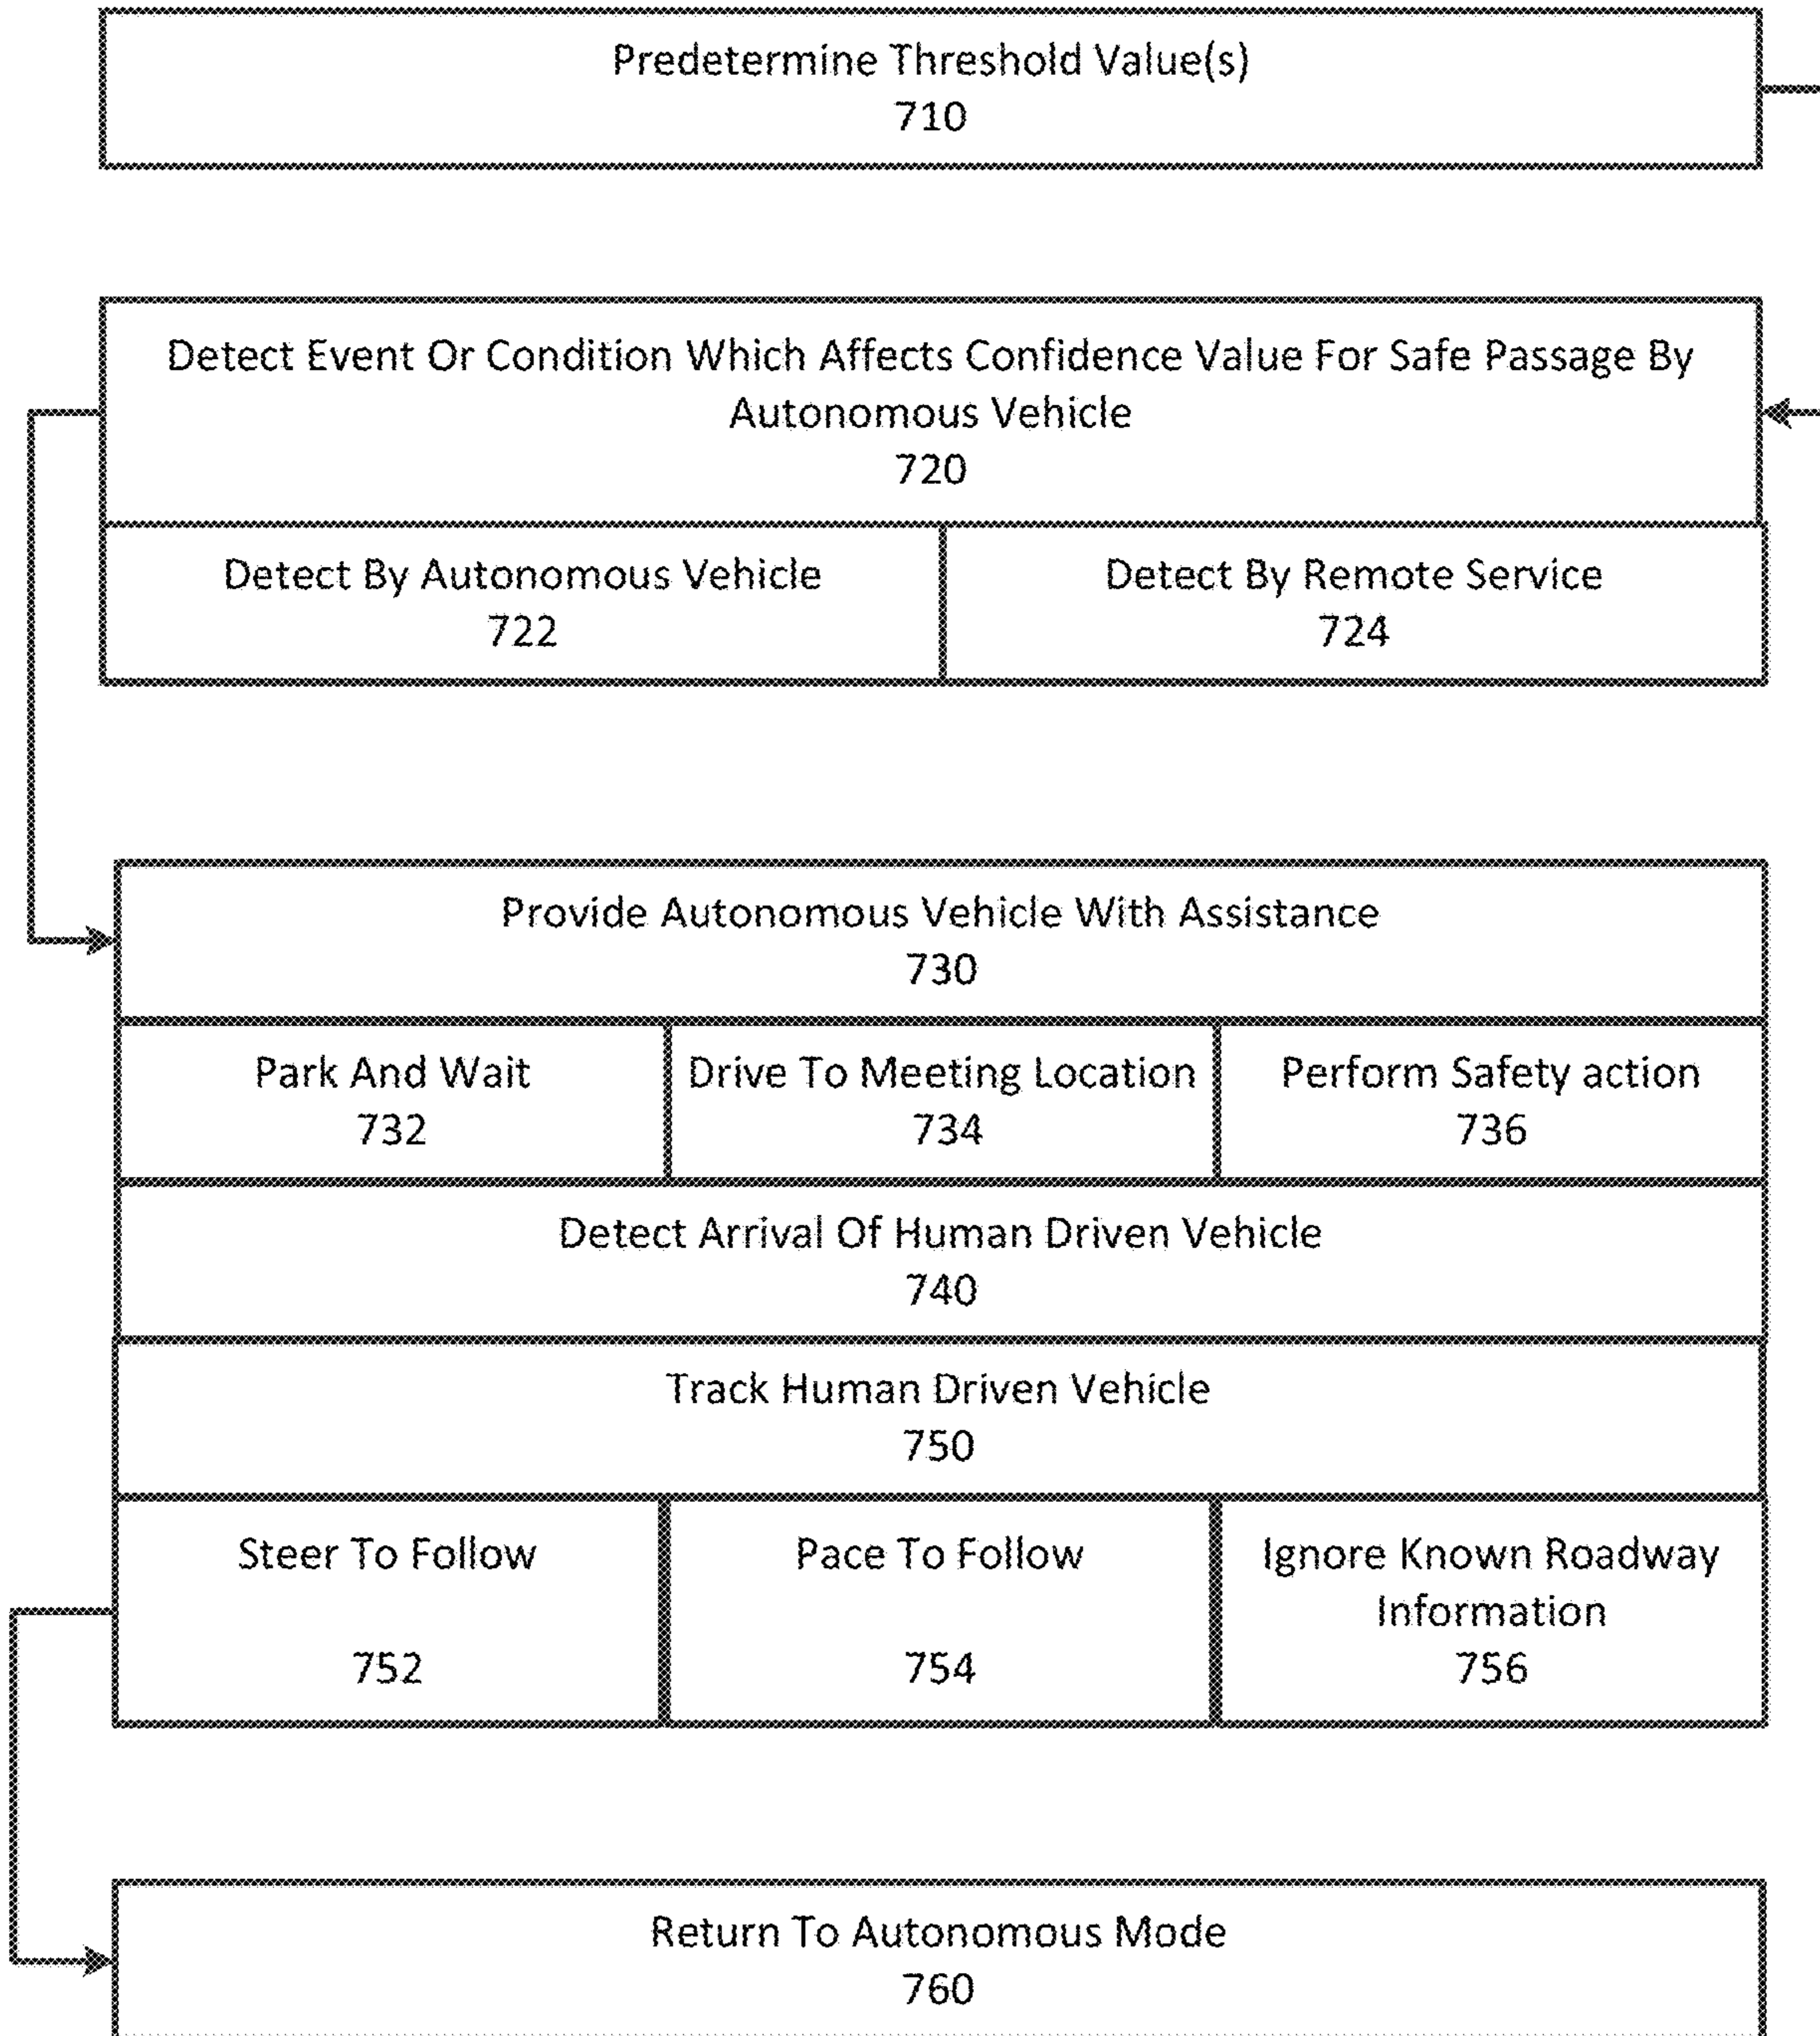 Predetermine Threshold Value(s)
710
Detect Event Or Condition Which Affects Confidence Value For Safe Passage By
Autonomous Vehicle
720
Detect By Autonomous Vehicle
722
Detect By Remote Service
724
Provide Autonomous Vehicle With Assistance
730
Park And Wait
732
Drive To Meeting Location
734
Perform Safety action
736
Detect Arrival Of Human Driven Vehicle
740
Track Human Driven Vehicle
750
Steer To Follow
752
Pace To Follow
754
Ignore Known Roadway
Information
756
Return To Autonomous Mode
760